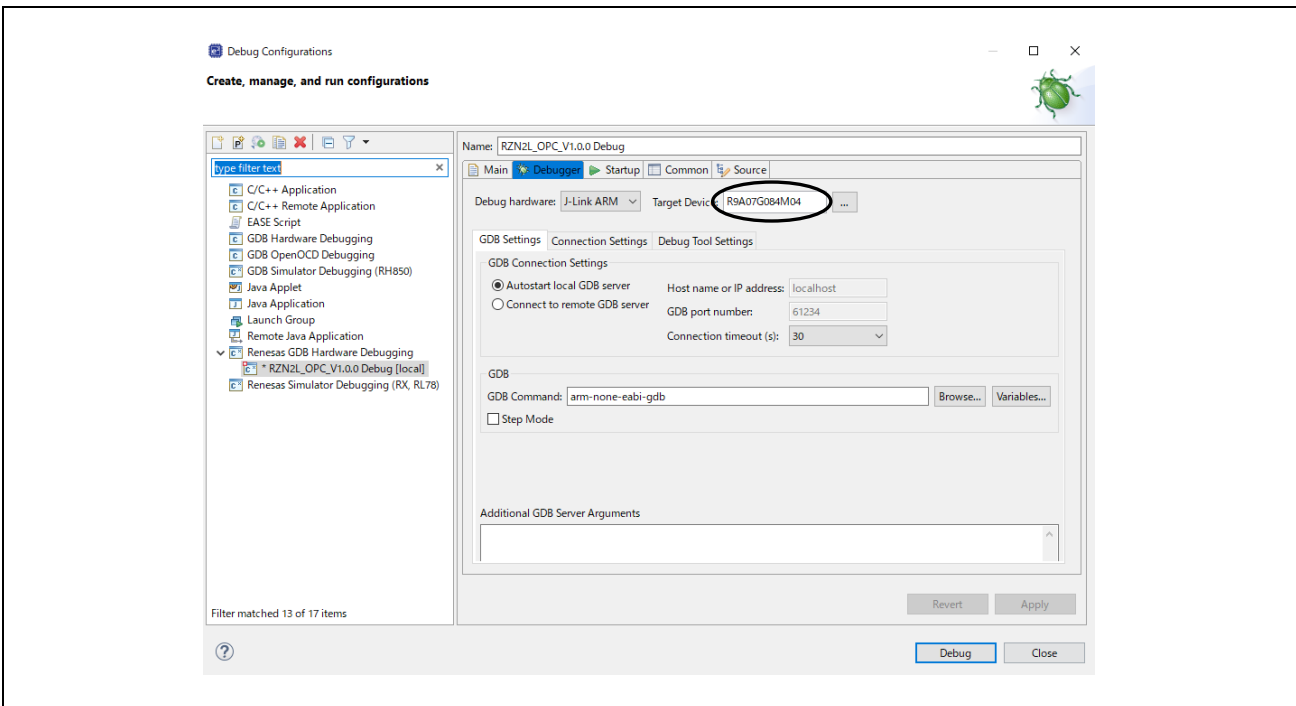 Debug Configurations
Create, manage, and run configurations
type filter text
C/C++ Application
C/C++ Remote Application
EASE Script
GDB Hardware Debugging
GDB OpenOCD Debugging
GDB Simulator Debugging (RH850)
Java Applet
Java Application
Launch Group
Remote Java Application
Renesas GDB Hardware Debugging
* RZN2L_OPC_V1.0.0 Debug [local]
Renesas Simulator Debugging (RX, RL78)
Filter matched 13 of 17 items
Name: RZN2L_OPC_V1.0.0 Debug
Main Debugger Startup Common Source
Debug hardware: J-Link ARM Target Device: R9A07G084M04 ...
GDB Settings Connection Settings Debug Tool Settings
GDB Connection Settings
Autostart local GDB server Host name or IP address: localhost
Connect to remote GDB server GDB port number: 61234
Connection timeout (s): 30
GDB
GDB Command: arm-none-eabi-gdb Browse... Variables...
Step Mode
Additional GDB Server Arguments
Revert Apply
? Debug Close